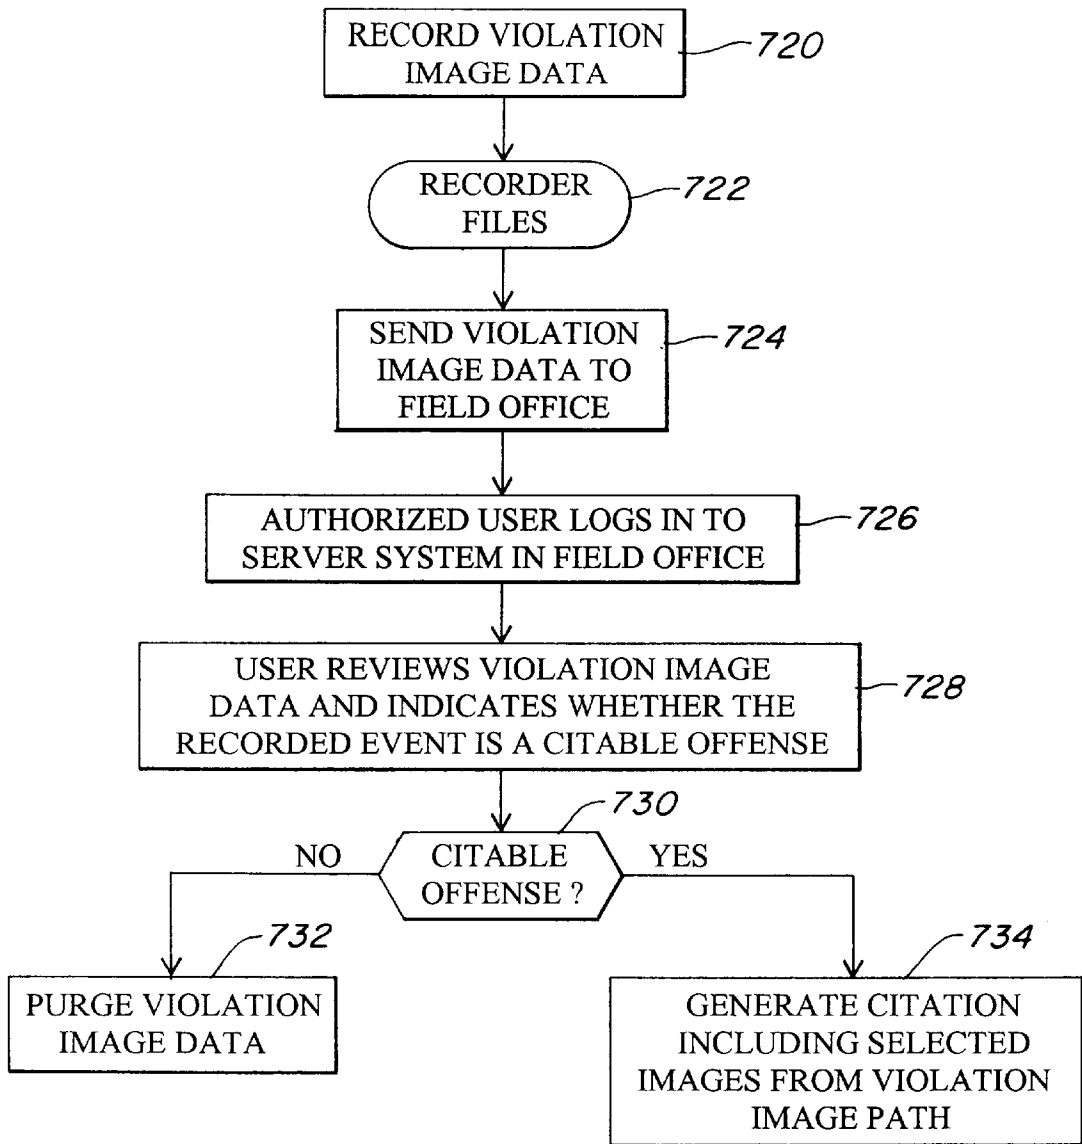 RECORD VIOLATION
IMAGE DATA
720
RECORDER
FILES
722
SEND VIOLATION
IMAGE DATA TO
FIELD OFFICE
724
AUTHORIZED USER LOGS IN TO
SERVER SYSTEM IN FIELD OFFICE
726
USER REVIEWS VIOLATION IMAGE
DATA AND INDICATES WHETHER THE
RECORDED EVENT IS A CITABLE OFFENSE
728
730
NO
CITABLE
OFFENSE ?
YES
732
PURGE VIOLATION
IMAGE DATA
734
GENERATE CITATION
INCLUDING SELECTED
IMAGES FROM VIOLATION
IMAGE PATH